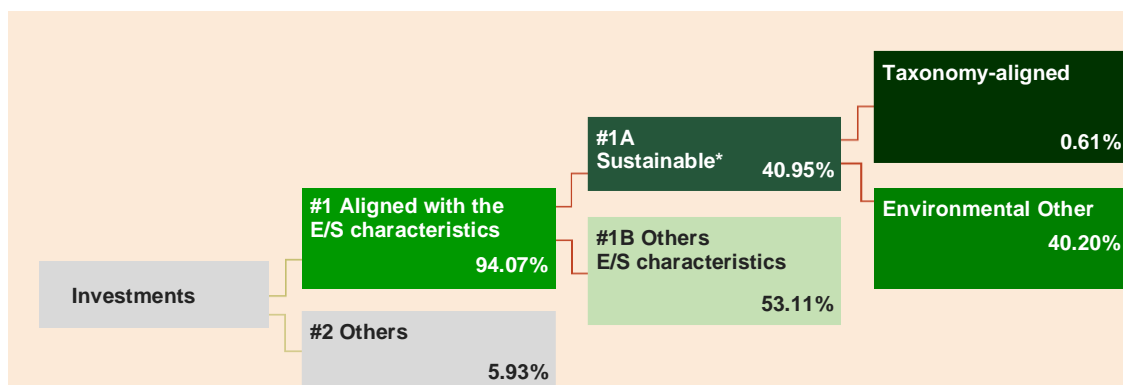 Investments
#1 Aligned with the
E/S characteristics
94.07%
#2 Others
5.93%
#1A
Sustainable*
40.95%
#1B Others
E/S characteristics
53.11%
Taxonomy-aligned
0.61%
Environmental Other
40.20%